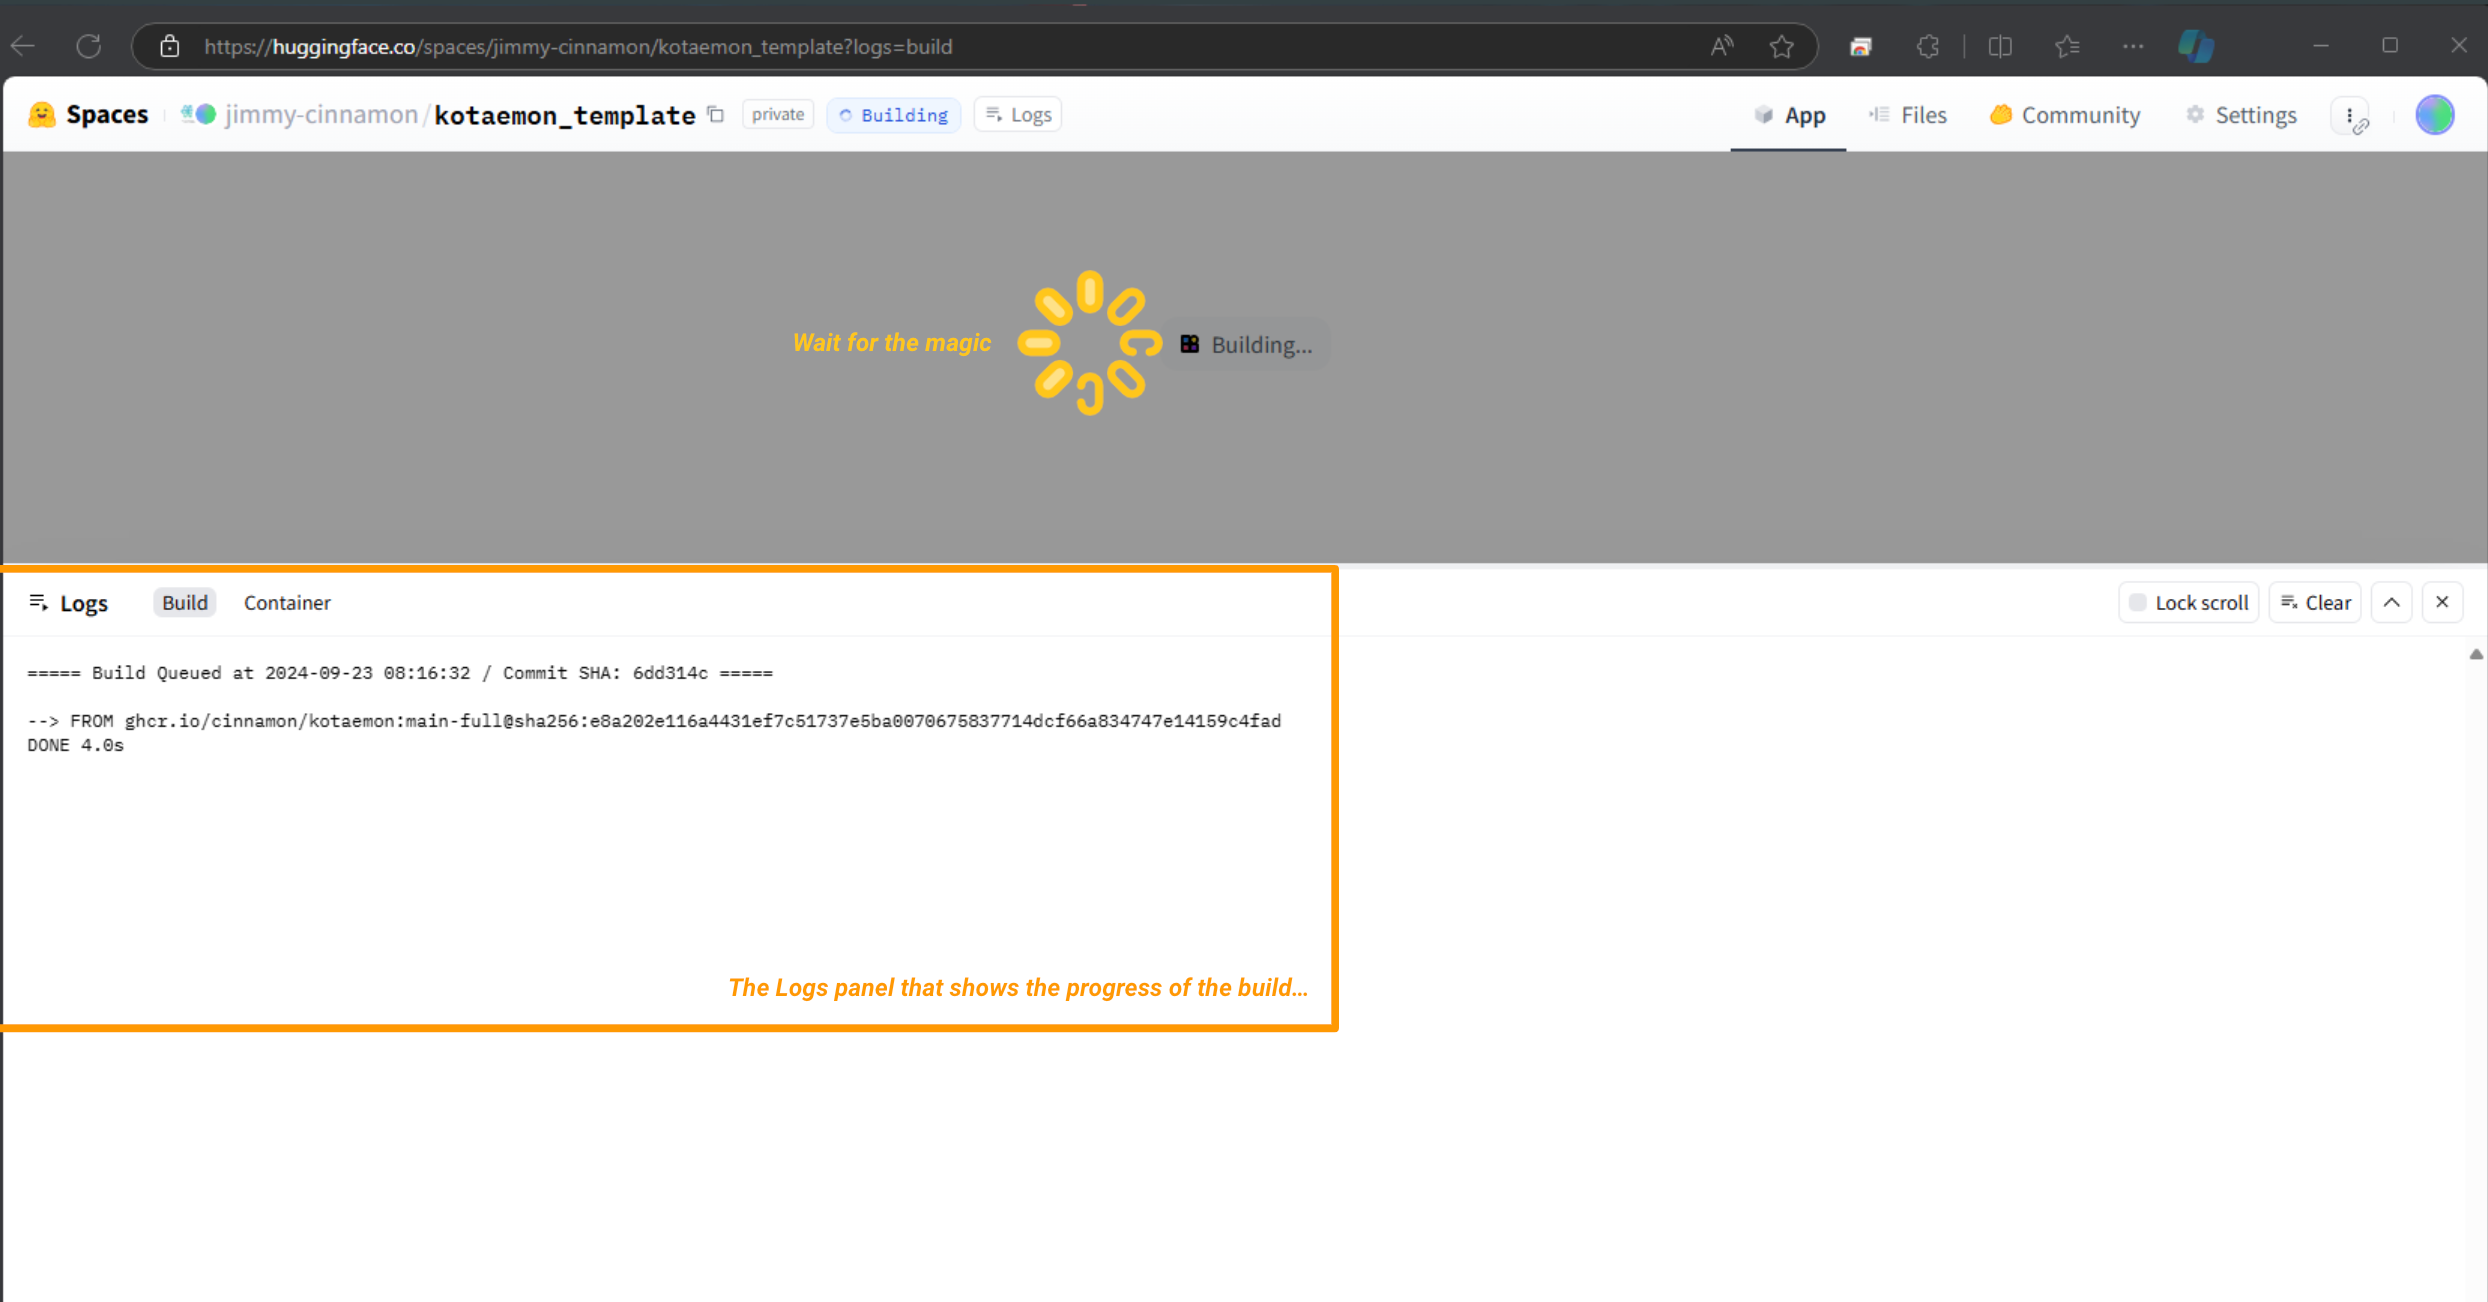 https://huggingface.co/spaces/jimmy-cinnamon/kotaemon_template?logs=build
Spaces jimmy-cinnamon/kotaemon_template private Building Logs App Files Community Settings
Wait for the magic Building...
Logs Build Container Lock scroll Clear
===== Build Queued at 2024-09-23 08:16:32 / Commit SHA: 6dd314c =====
--> FROM ghcr.io/cinnamon/kotaemon:main-full@sha256:e8a202e116a4431ef7c51737e5ba0070675837714dcf66a834747e14159c4fad
DONE 4.0s
The Logs panel that shows the progress of the build...